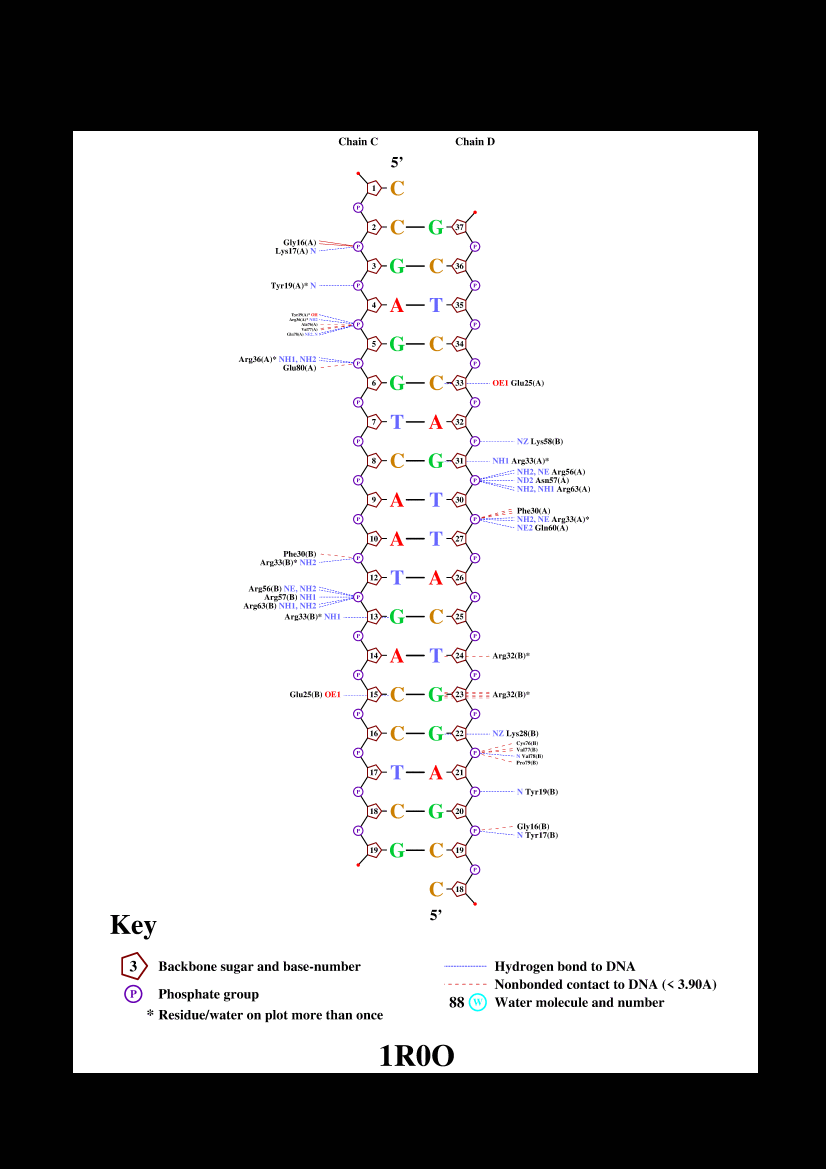 Chain C Chain D
5’
1 C
P
2 C G 37
Gly16(A)
Lys17(A) N P P
3 G C 36
Tyr19(A)* N P P
4 A T 35
P P
5 G C 34
Arg36(A)* NH1, NH2 P P
Glu80(A)
6 G C 33 OE1 Glu25(A)
P P
7 T A 32
P P NZ Lys58(B)
8 C G 31 NH1 Arg33(A)*
NH2, NE Arg56(A)
P P ND2 Asn57(A)
NH2, NH1 Arg63(A)
9 A T 30
Phe30(A)
P P NH2, NE Arg33(A)*
NE2 Gln60(A)
10 A T 27
Phe30(B)
Arg33(B)* NH2 P P
12 T A 26
Arg56(B) NE, NH2
Arg57(B) NH1 P P
Arg63(B) NH1, NH2
Arg33(B)* NH1 13 G C 25
P P
14 A T 24 Arg32(B)*
P P
Glu25(B) OE1 15 C G 23 Arg32(B)*
P P
16 C G 22 NZ Lys28(B)
Cys76(B)
Val77(B)
P P N Val78(B)
Pro79(B)
17 T A 21
P P N Tyr19(B)
18 C G 20
P P Gly16(B)
N Tyr17(B)
19 G C 19
P
C 18
5’
Key
3 Backbone sugar and base-number Hydrogen bond to DNA
Nonbonded contact to DNA (< 3.90A)
P Phosphate group
88 W Water molecule and number
* Residue/water on plot more than once
1R0O